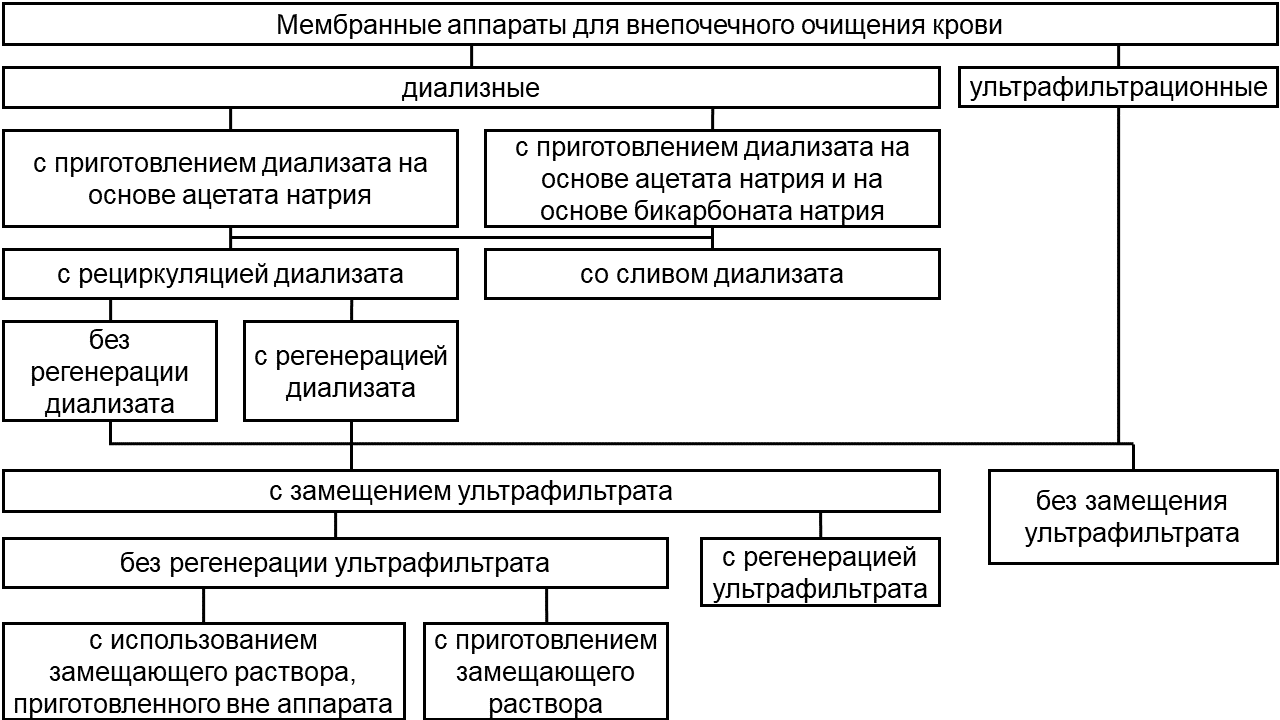 Мембранные аппараты для внепочечного очищения крови
диализные
ультрафильтрационные
с приготовлением диализата на
основе ацетата натрия
с приготовлением диализата на
основе ацетата натрия и на
основе бикарбоната натрия
с рециркуляцией диализата
со сливом диализата
без
регенерации
диализата
с регенерацией
диализата
с замещением ультрафильтрата
без замещения
ультрафильтрата
без регенерации ультрафильтрата
с регенерацией
ультрафильтрата
с использованием
замещающего раствора,
приготовленного вне аппарата
с приготовлением
замещающего
раствора